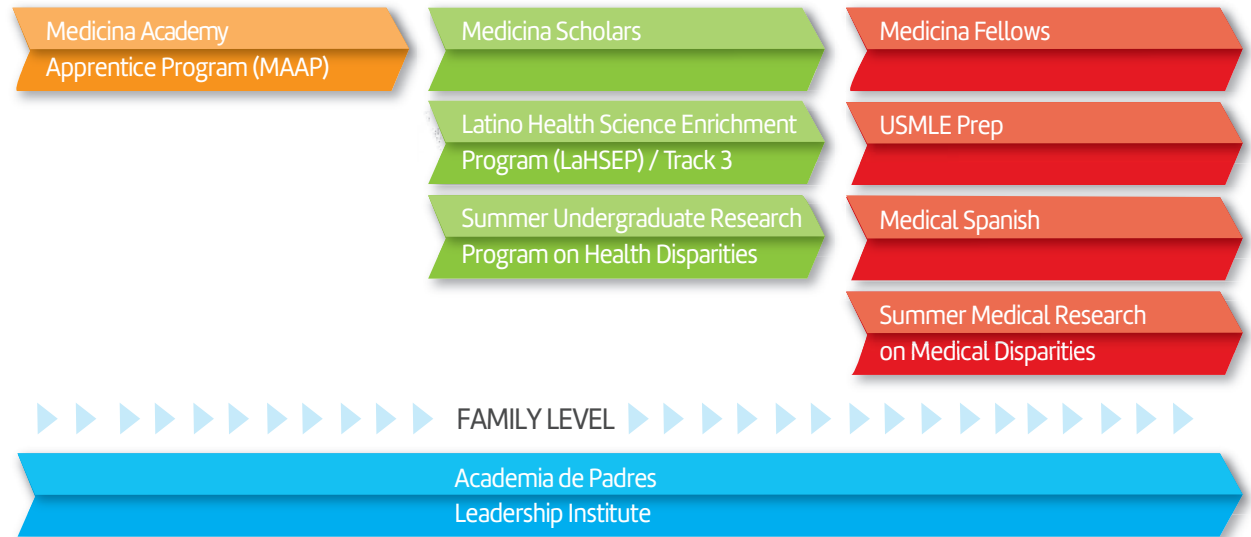 Medicina Academy
Apprentice Program (MAAP)
Medicina Scholars
Latino Health Science Enrichment
Program (LaHSEP) / Track 3
Summer Undergraduate Research
Program on Health Disparities
Medicina Fellows
USMLE Prep
Medical Spanish
Summer Medical Research
on Medical Disparities
FAMILY LEVEL
Academia de Padres
Leadership Institute